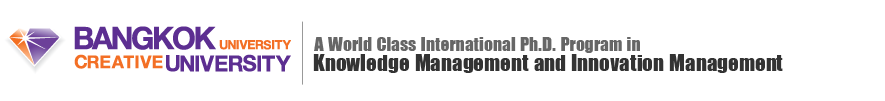 BANGKOK UNIVERSITY
CREATIVE UNIVERSITY
A World Class International Ph.D. Program in
Knowledge Management and Innovation Management